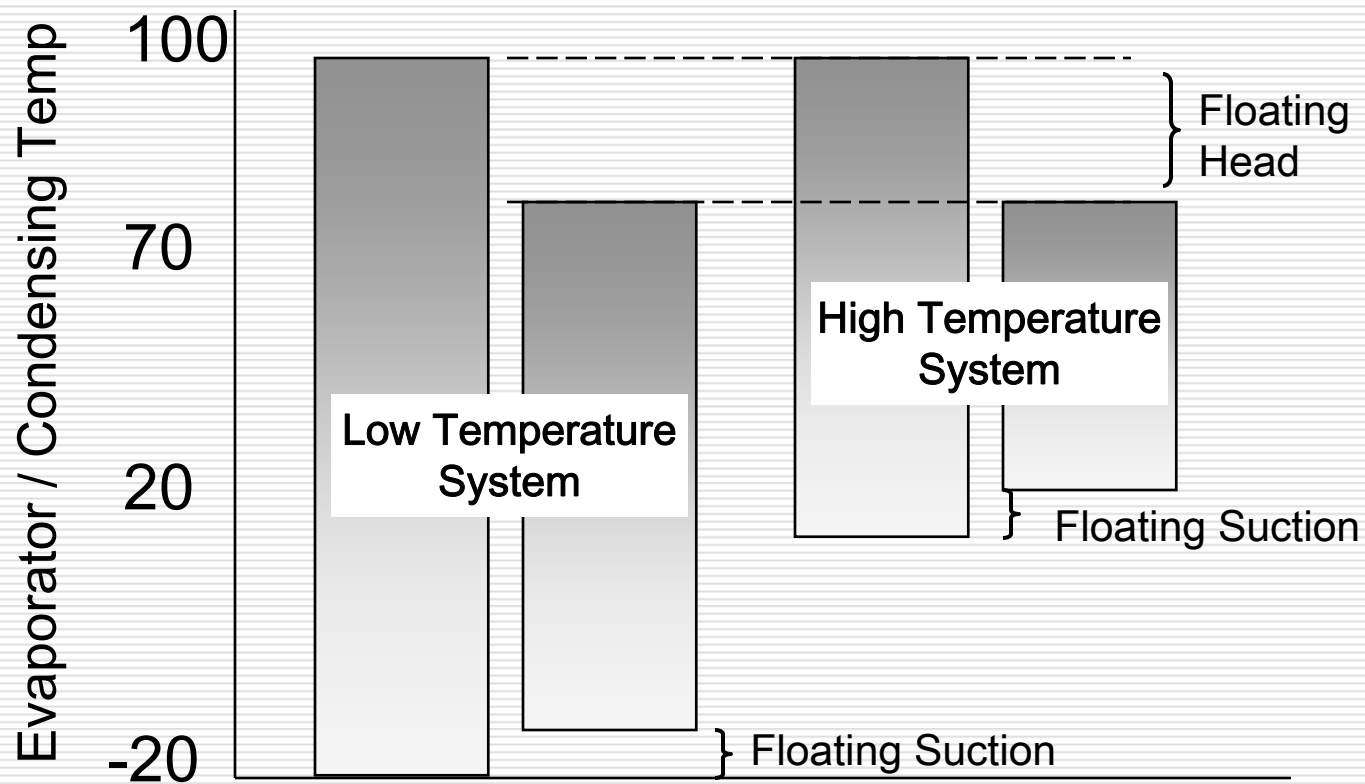 Evaporator / Condensing Temp
100
70
20
-20
Floating
Head
High Temperature
System
Low Temperature
System
Floating Suction
Floating Suction